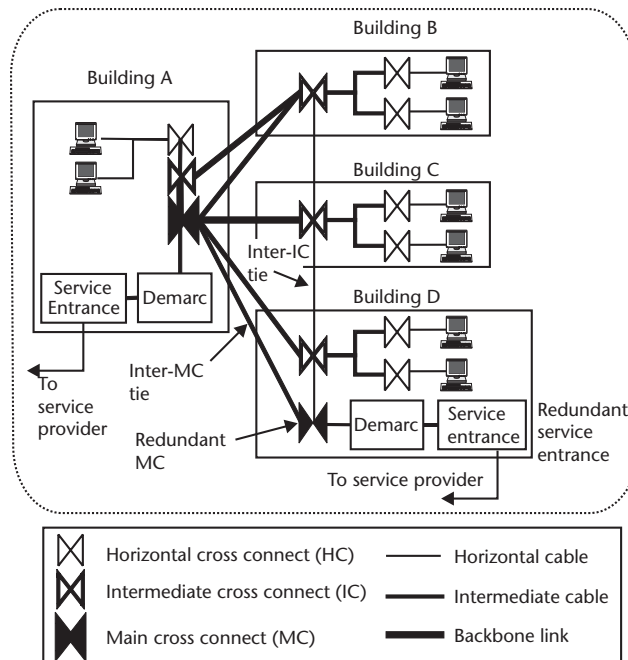 Building B
Building A
Building C
Inter-IC
tie
Service
Entrance
Demarc
Building D
Inter-MC
tie
To
service
provider
Redundant
MC
Demarc
Service
entrance
Redundant
service
entrance
To service provider
Horizontal cross connect (HC)
Horizontal cable
Intermediate cross connect (IC)
Intermediate cable
Main cross connect (MC)
Backbone link